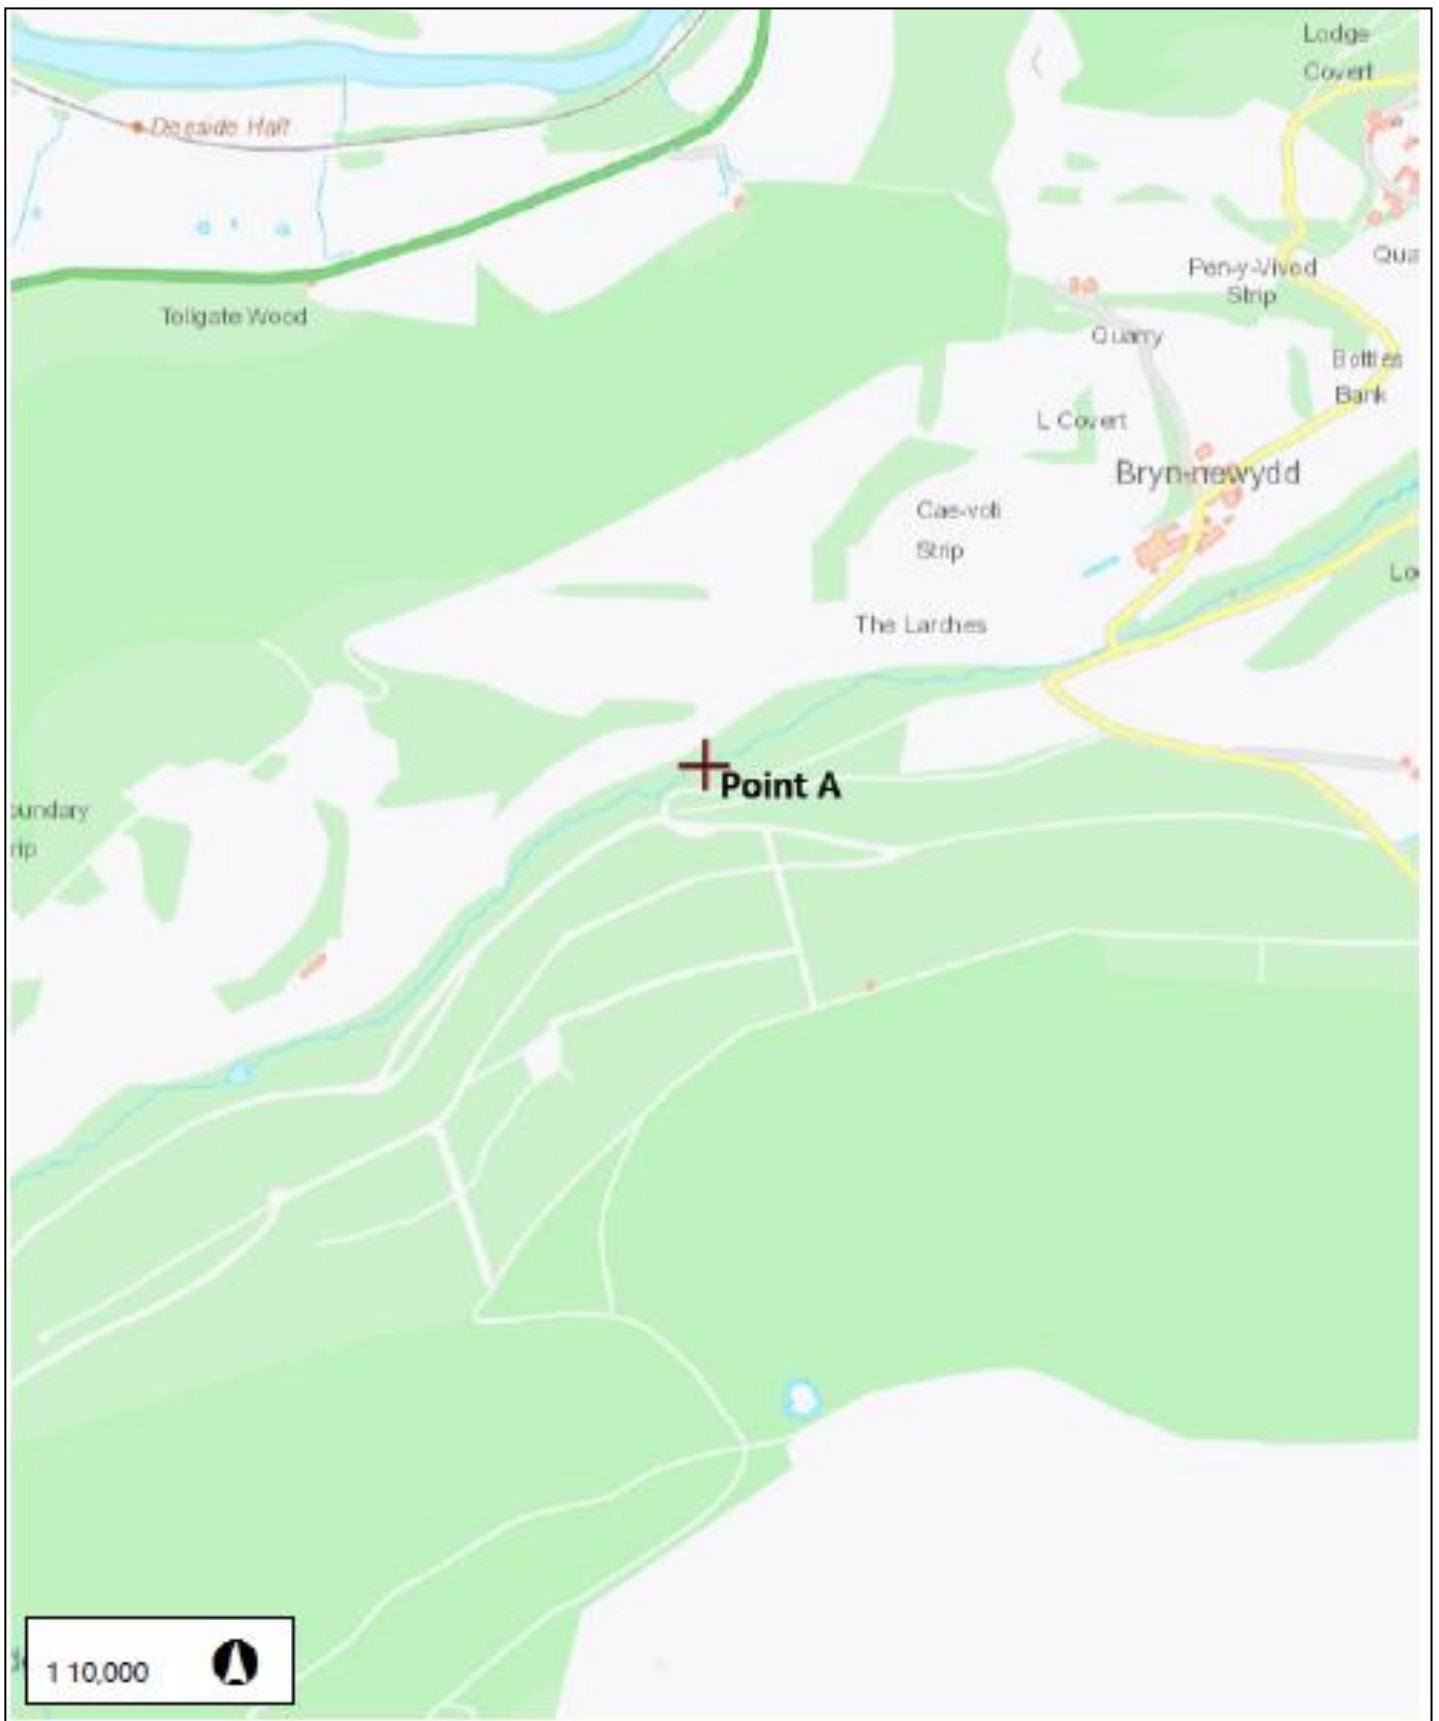 Lodge
Covert
Deeside Halt
Pen-y-Vivod
Strip
Tollgate Wood
Quarry
Bottles
Bank
L Covert
Bryn-newydd
Cae-voti
Strip
The Larches
Point A
1 10,000